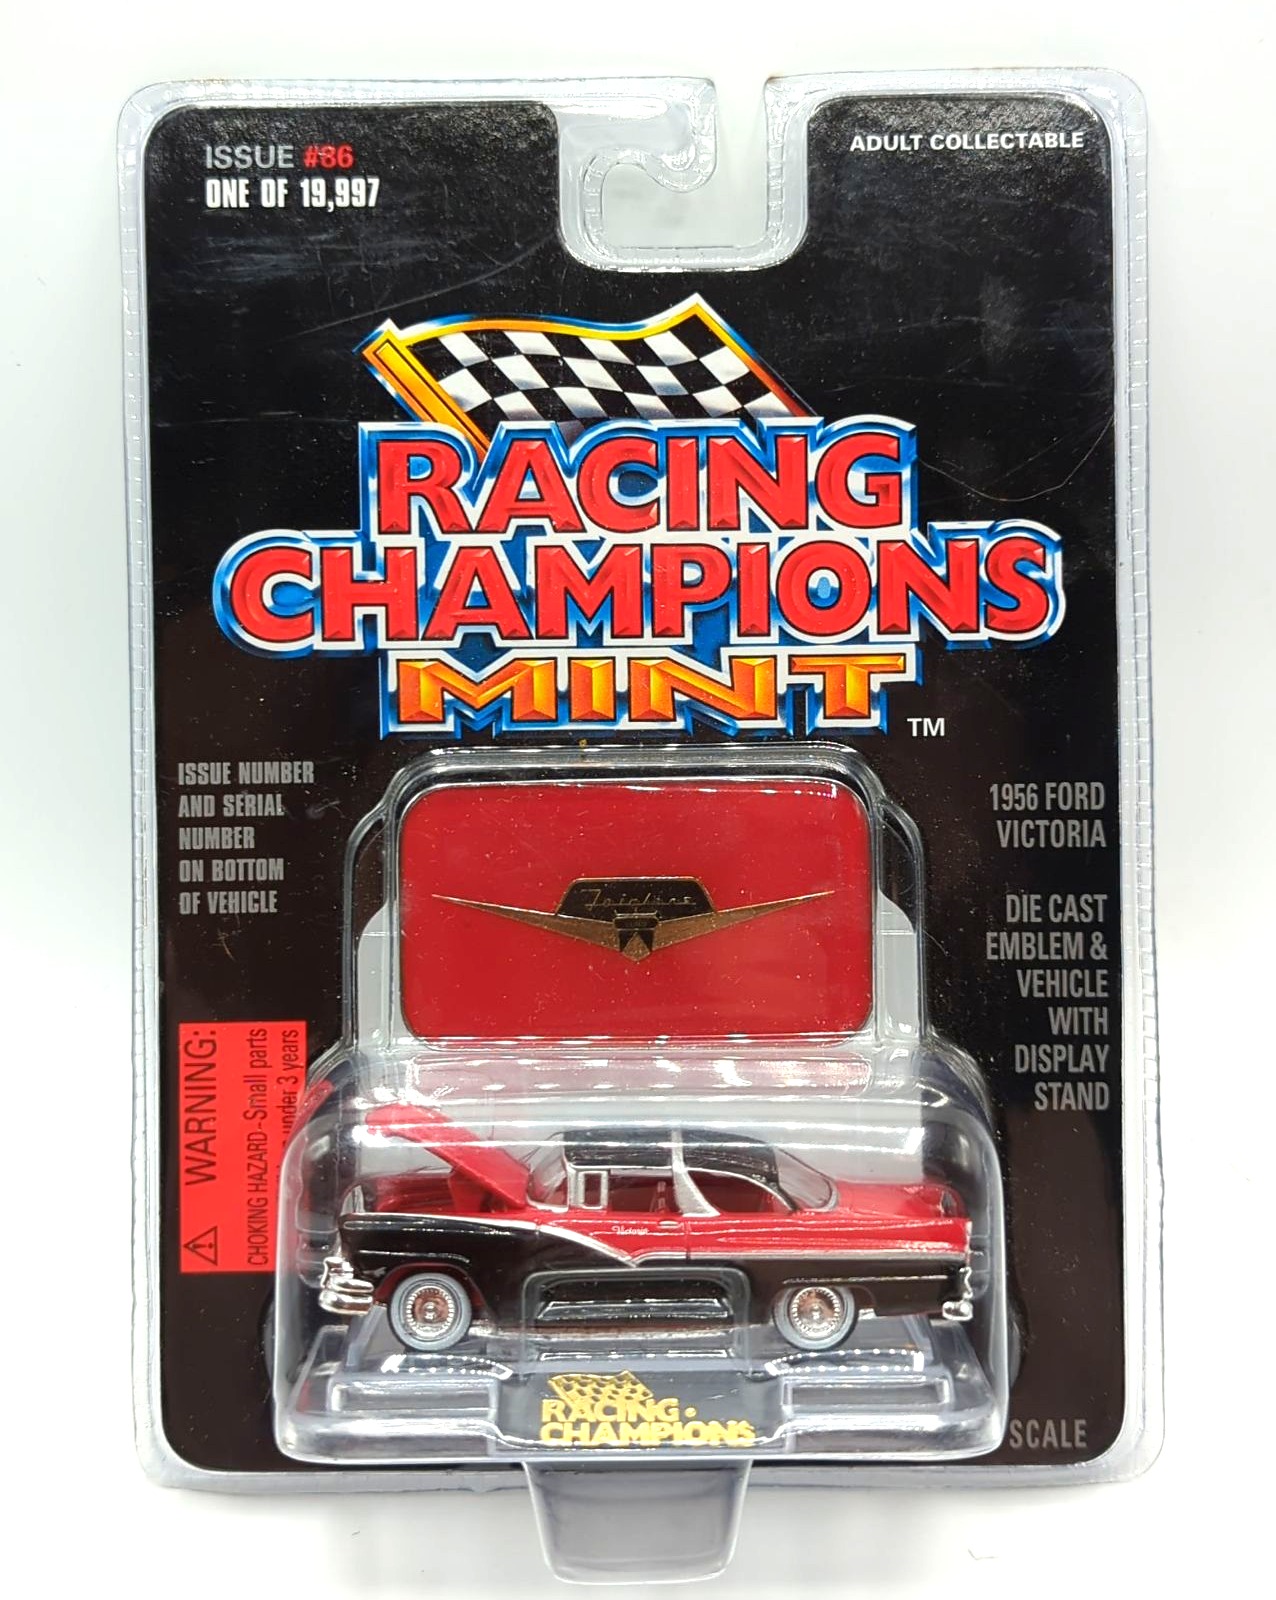 ISSUE #86
ONE OF 19,997
ADULT COLLECTABLE
RACING
CHAMPIONS
MINT
TM
ISSUE NUMBER
AND SERIAL
NUMBER
ON BOTTOM
OF VEHICLE
1956 FORD
VICTORIA
DIE CAST
EMBLEM &
VEHICLE
WITH
DISPLAY
STAND
Fairlane
WARNING:
CHOKING HAZARD-Small parts
under 3 years
Victoria
RACING
CHAMPIONS
SCALE